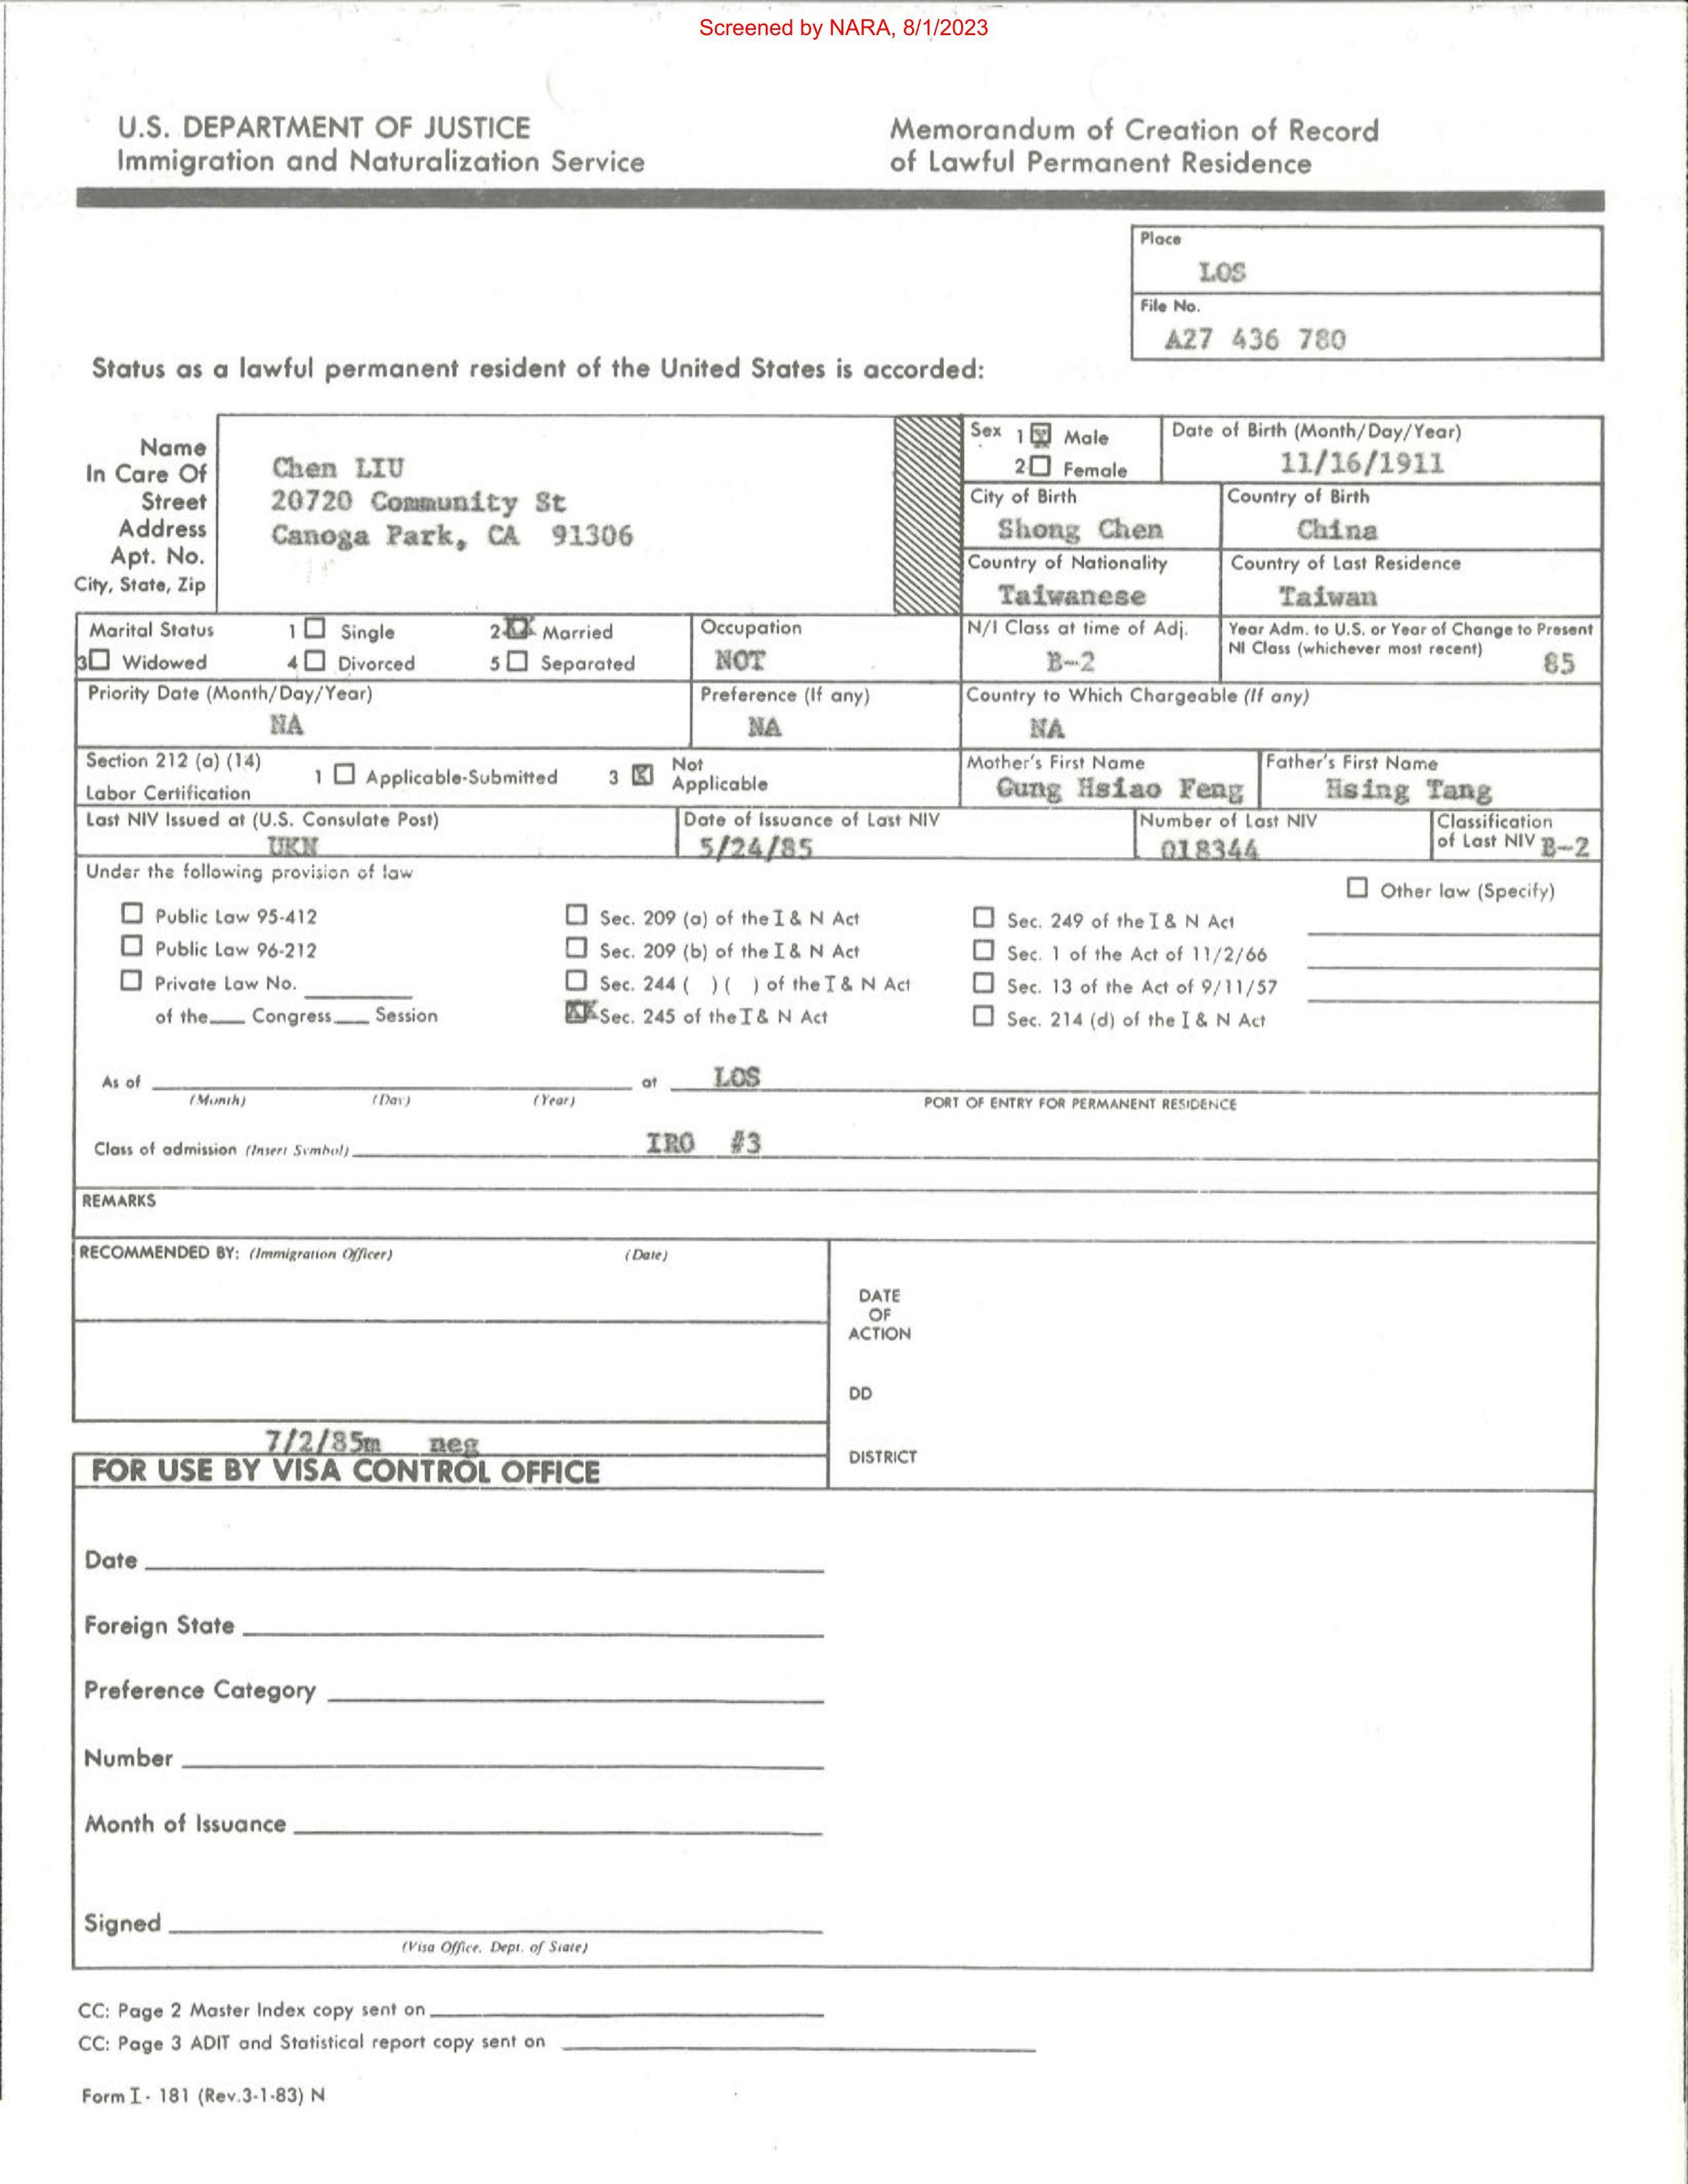 Screened by NARA, 8/1/2023
U.S. DEPARTMENT OF JUSTICE
Immigration and Naturalization Service
Memorandum of Creation of Record
of Lawful Permanent Residence
Place
LOS
File No.
A27 436 780
Status as a lawful permanent resident of the United States is accorded:
Name
In Care Of
Street
Address
Apt. No.
City, State, Zip
Chen LIU
20720 Community St
Canoga Park, CA 91306
Sex 1 X Male
2 Female
Date of Birth (Month/Day/Year)
11/16/1911
City of Birth
Shong Chen
Country of Birth
China
Country of Nationality
Taiwanese
Country of Last Residence
Taiwan
Marital Status 1 Single 2 X Married
3 Widowed 4 Divorced 5 Separated
Occupation
NOT
N/I Class at time of Adj.
B-2
Year Adm. to U.S. or Year of Change to Present
NI Class (whichever most recent) 85
Priority Date (Month/Day/Year)
NA
Preference (If any)
NA
Country to Which Chargeable (If any)
NA
Section 212 (a) (14)
Labor Certification
1 Applicable-Submitted 3 X Not
Applicable
Mother's First Name
Gung Hsiao Feng
Father's First Name
Hsing Tang
Last NIV Issued at (U.S. Consulate Post)
UKN
Date of Issuance of Last NIV
5/24/85
Number of Last NIV
018344
Classification
of Last NIV B-2
Under the following provision of law
Public Law 95-412
Public Law 96-212
Private Law No.
of the Congress Session
Sec. 209 (a) of the I & N Act
Sec. 209 (b) of the I & N Act
Sec. 244 ( ) ( ) of the I & N Act
XX Sec. 245 of the I & N Act
Sec. 249 of the I & N Act
Sec. 1 of the Act of 11/2/66
Sec. 13 of the Act of 9/11/57
Sec. 214 (d) of the I & N Act
Other law (Specify)
As of at LOS
(Month) (Day) (Year) PORT OF ENTRY FOR PERMANENT RESIDENCE
Class of admission (Insert Symbol) IRO #3
REMARKS
RECOMMENDED BY: (Immigration Officer) (Date)
DATE
OF
ACTION
DD
DISTRICT
7/2/85m neg
FOR USE BY VISA CONTROL OFFICE
Date
Foreign State
Preference Category
Number
Month of Issuance
Signed
(Visa Office, Dept. of State)
CC: Page 2 Master Index copy sent on
CC: Page 3 ADIT and Statistical report copy sent on
Form I - 181 (Rev.3-1-83) N